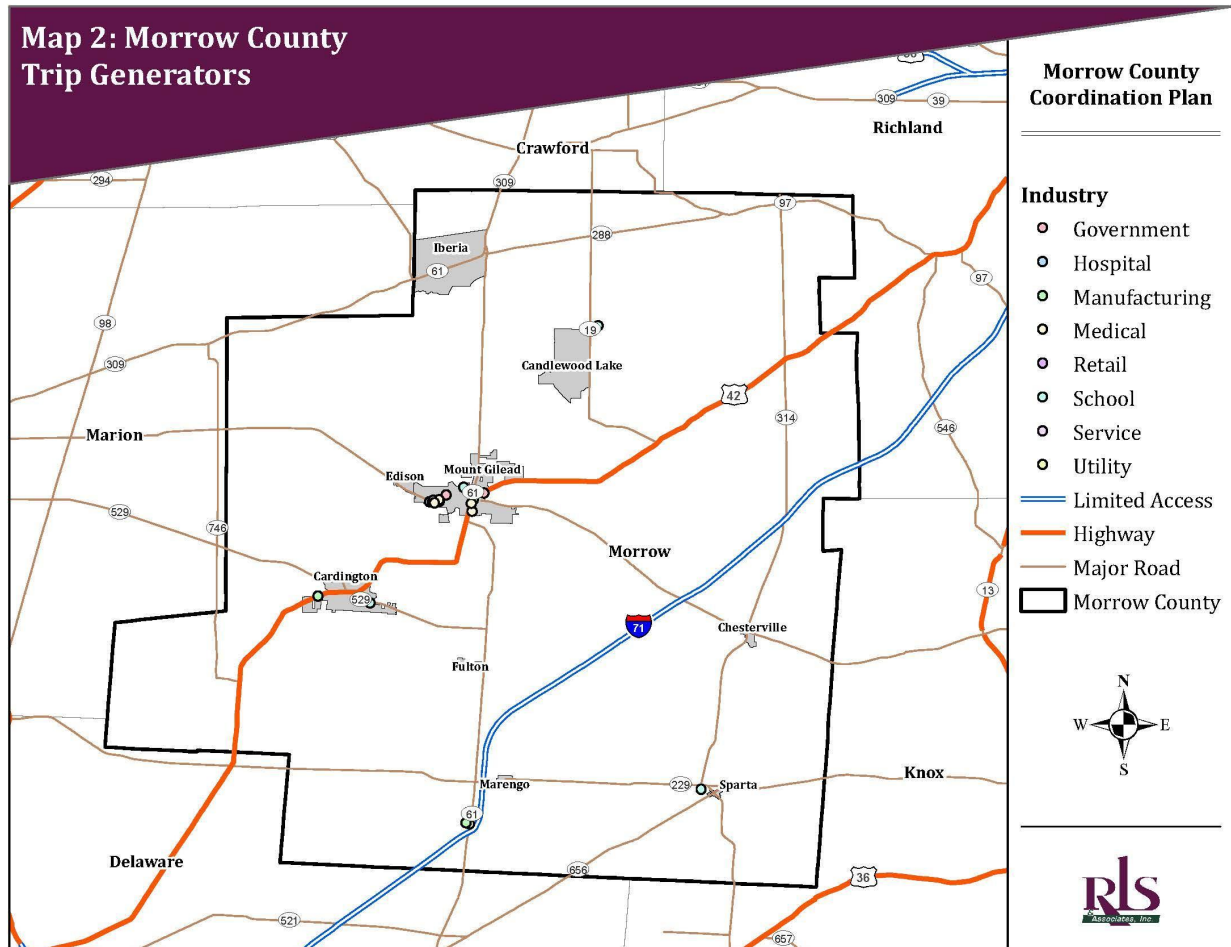 Map 2: Morrow County
Trip Generators
Morrow County
Coordination Plan
309
39
Richland
Crawford
294
309
97
Iberia
288
61
97
98
19
309
Candlewood Lake
42
314
Marion
546
Edison
Mount Gilead
61
529
746
Morrow
Cardington
529
13
71
Chesterville
Fulton
Marengo
229
Sparta
Knox
61
Delaware
656
36
521
657
Industry
Government
Hospital
Manufacturing
Medical
Retail
School
Service
Utility
Limited Access
Highway
Major Road
Morrow County
N
W
E
S
RLS
& Associates, Inc.